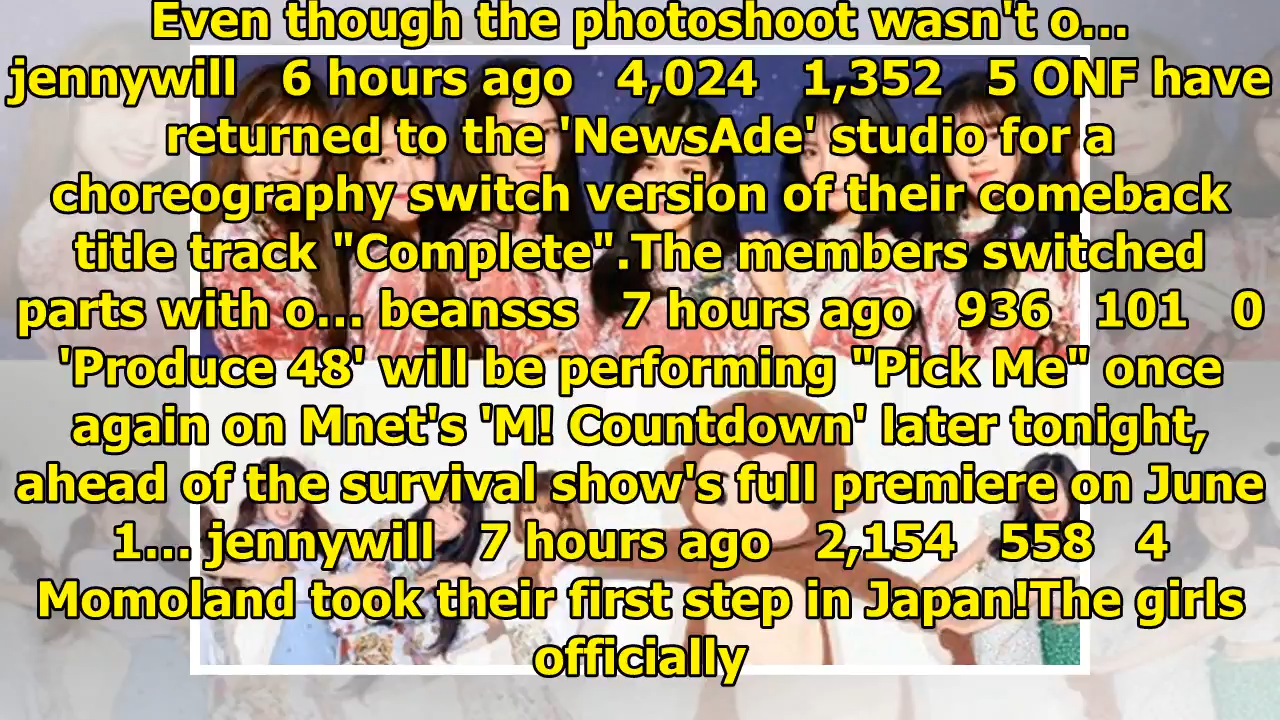 Even though the photoshoot wasn't o...
jennywill 6 hours ago 4,024 1,352 5 ONF have
returned to the 'NewsAde' studio for a
choreography switch version of their comeback
title track "Complete".The members switched
parts with o... beansss 7 hours ago 936 101 0
'Produce 48' will be performing "Pick Me" once
again on Mnet's 'M! Countdown' later tonight,
ahead of the survival show's full premiere on June
1... jennywill 7 hours ago 2,154 558 4
Momoland took their first step in Japan!The girls
officially